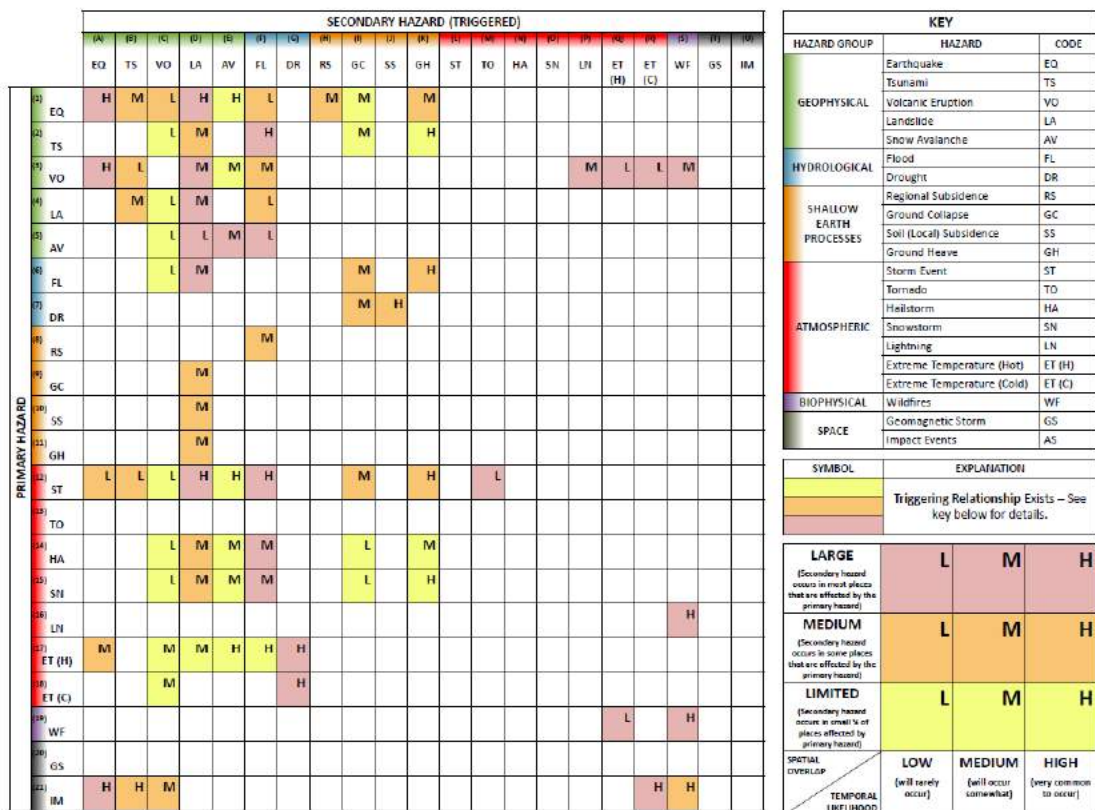 SECONDARY HAZARD (TRIGGERED)
(A) (B) (C) (D) (E) (F) (G) (H) (I) (J) (K) (L) (M) (N) (O) (P) (Q) (R) (S) (T) (U)
EQ TS VO LA AV FL DR RS GC SS GH ST TO HA SN LN ET (H) ET (C) WF GS IM
PRIMARY HAZARD
(1) EQ H M L H H L M M M
(2) TS L M H M H
(3) VO H L M M M M L L M
(4) LA M L M L
(5) AV L L M L
(6) FL L M M H
(7) DR M H
(8) RS M
(9) GC M
(10) SS M
(11) GH M
(12) ST L L L H H H M H L
(13) TO
(14) HA L M M M L M
(15) SN L M M M L H
(16) LN H
(17) ET (H) M M M H H H
(18) ET (C) M H
(19) WF L H
(20) GS
(21) IM H H M H H
KEY
HAZARD GROUP HAZARD CODE
GEOPHYSICAL
Earthquake EQ
Tsunami TS
Volcanic Eruption VO
Landslide LA
Snow Avalanche AV
HYDROLOGICAL
Flood FL
Drought DR
SHALLOW
EARTH
PROCESSES
Regional Subsidence RS
Ground Collapse GC
Soil (Local) Subsidence SS
Ground Heave GH
ATMOSPHERIC
Storm Event ST
Tornado TO
Hailstorm HA
Snowstorm SN
Lightning LN
Extreme Temperature (Hot) ET (H)
Extreme Temperature (Cold) ET (C)
BIOPHYSICAL Wildfires WF
SPACE
Geomagnetic Storm GS
Impact Events AS
SYMBOL EXPLANATION
Triggering Relationship Exists – See
key below for details.
LARGE L M H
(Secondary hazard
occurs in most places
that are affected by the
primary hazard)
MEDIUM L M H
(Secondary hazard
occurs in some places
that are affected by the
primary hazard)
LIMITED L M H
(Secondary hazard
occurs in small % of
places affected by
primary hazard)
SPATIAL
OVERLAP
TEMPORAL
LIKELIHOOD
LOW
(will rarely
occur)
MEDIUM
(will occur
somewhat)
HIGH
(very common
to occur)